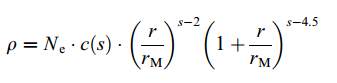 ρ = N_e · c(s) · (r / r_M)^{s−2} (1 + r / r_M)^{s−4.5}